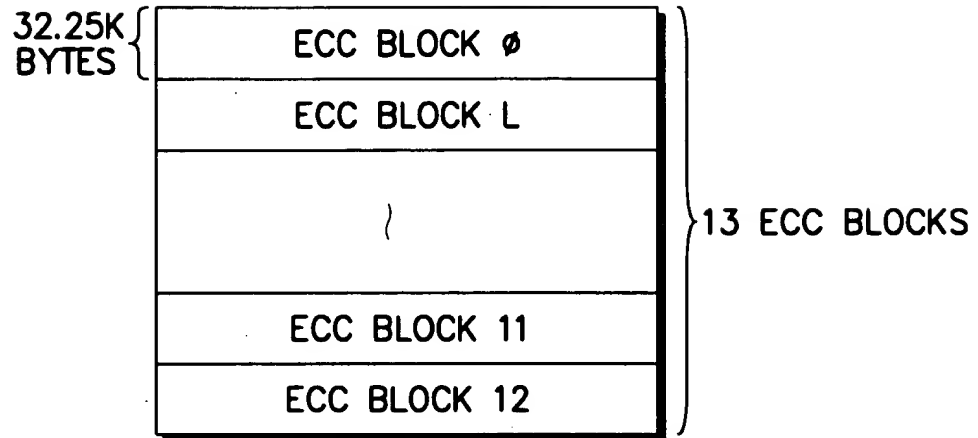 32.25K
BYTES
ECC BLOCK ø
ECC BLOCK L
13 ECC BLOCKS
ECC BLOCK 11
ECC BLOCK 12